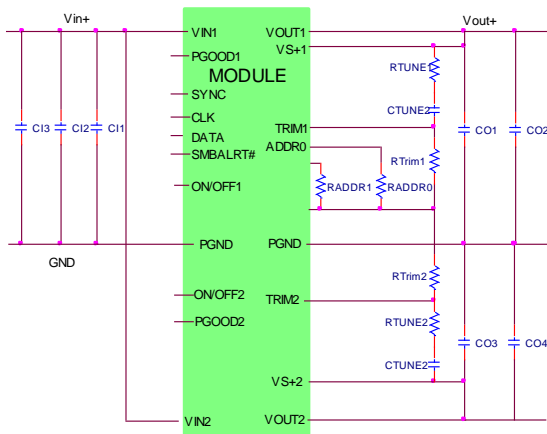 Vin+
Vout+
VIN1
VOUT1
VS+1
PGOOD1
RTUNE1
MODULE
SYNC
CTUNE2
CLK
TRIM1
CI3
CI2
CI1
CO1
CO2
DATA
ADDR0
SMBALRT#
RTrim1
ON/OFF1
RADDR1
RADDR0
PGND
PGND
GND
RTrim2
ON/OFF2
TRIM2
PGOOD2
RTUNE2
CO3
CO4
CTUNE2
VS+2
VIN2
VOUT2